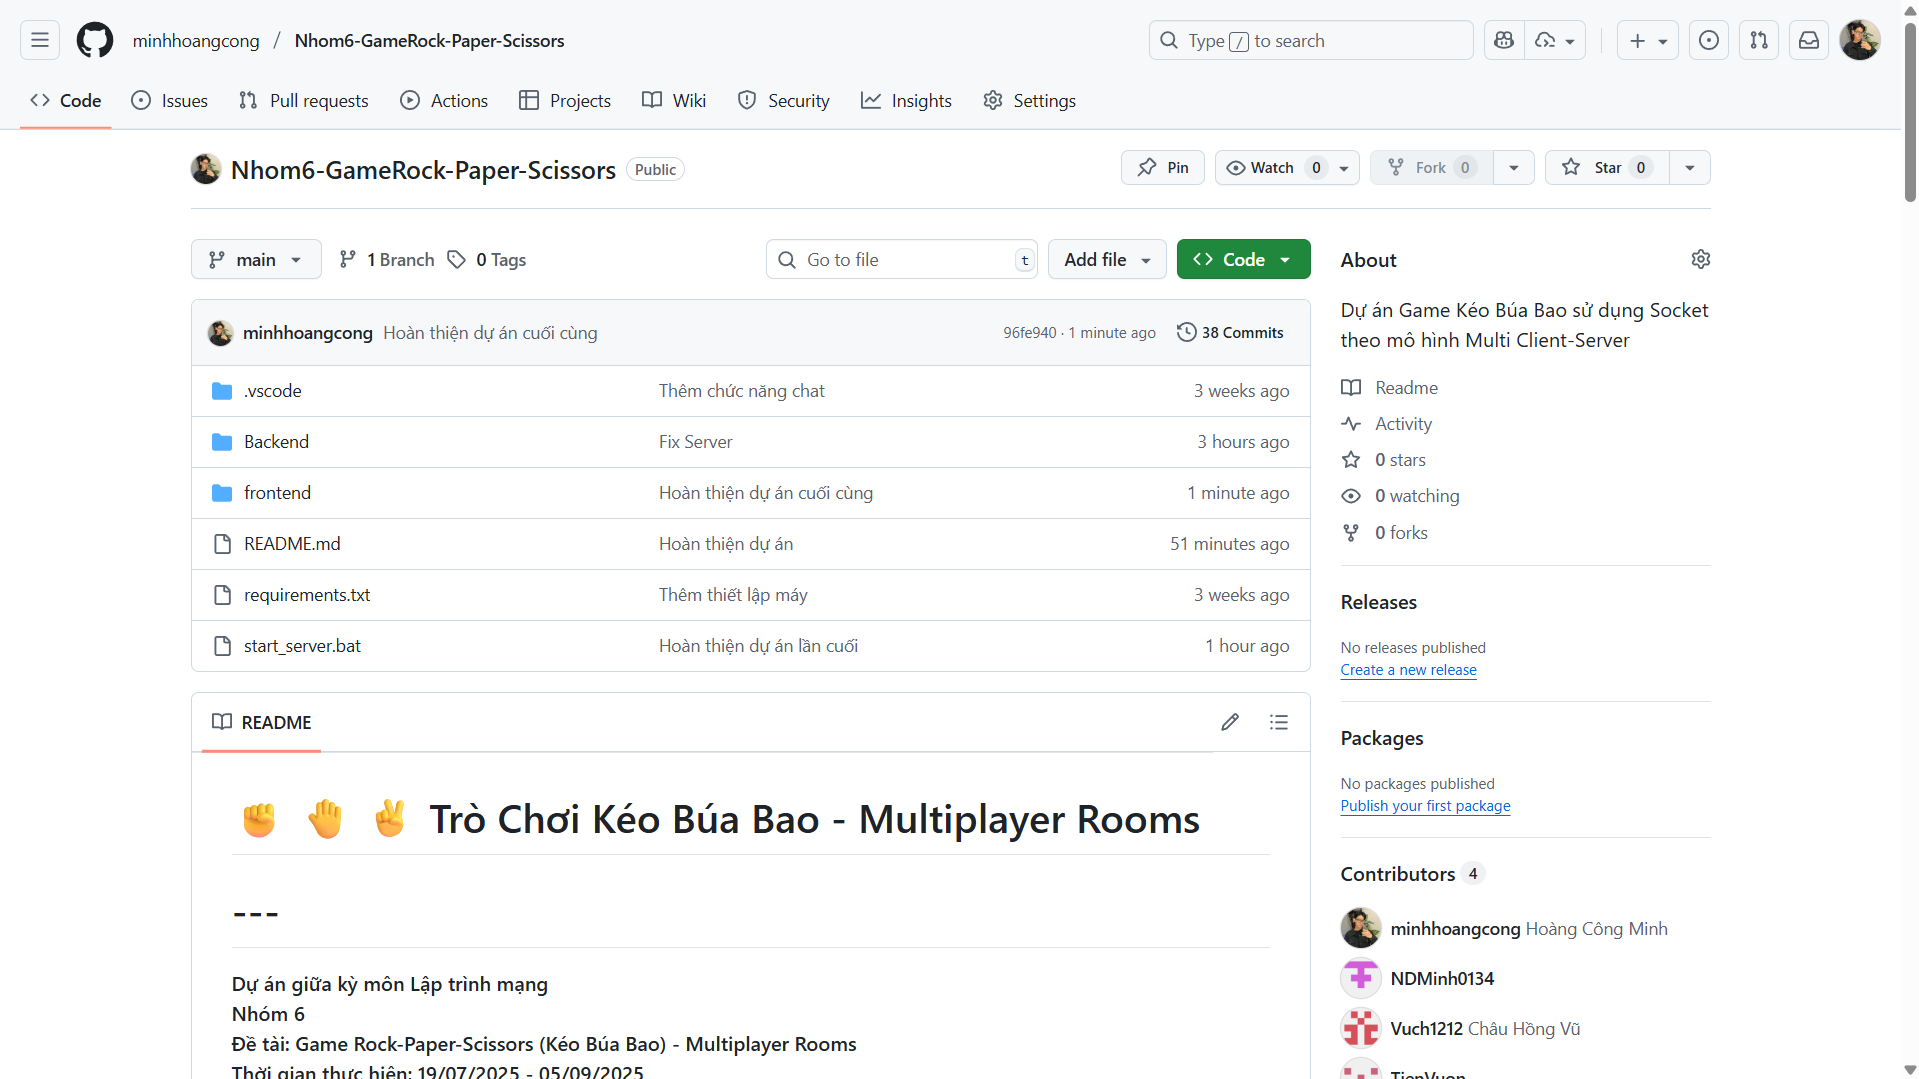 minhhoangcong / Nhom6-GameRock-Paper-Scissors
Type / to search
Code
Issues
Pull requests
Actions
Projects
Wiki
Security
Insights
Settings
Nhom6-GameRock-Paper-Scissors Public
Pin
Watch 0
Fork 0
Star 0
main
1 Branch
0 Tags
Go to file t
Add file
Code
minhhoangcong Hoàn thiện dự án cuối cùng 96fe940 · 1 minute ago 38 Commits
.vscode Thêm chức năng chat 3 weeks ago
Backend Fix Server 3 hours ago
frontend Hoàn thiện dự án cuối cùng 1 minute ago
README.md Hoàn thiện dự án 51 minutes ago
requirements.txt Thêm thiết lập máy 3 weeks ago
start_server.bat Hoàn thiện dự án lần cuối 1 hour ago
README
✊ 🤚 ✌ Trò Chơi Kéo Búa Bao - Multiplayer Rooms
---
Dự án giữa kỳ môn Lập trình mạng
Nhóm 6
Đề tài: Game Rock-Paper-Scissors (Kéo Búa Bao) - Multiplayer Rooms
Thời gian thực hiện: 19/07/2025 - 05/09/2025
About
Dự án Game Kéo Búa Bao sử dụng Socket
theo mô hình Multi Client-Server
Readme
Activity
0 stars
0 watching
0 forks
Releases
No releases published
Create a new release
Packages
No packages published
Publish your first package
Contributors 4
minhhoangcong Hoàng Công Minh
NDMinh0134
Vuch1212 Châu Hồng Vũ